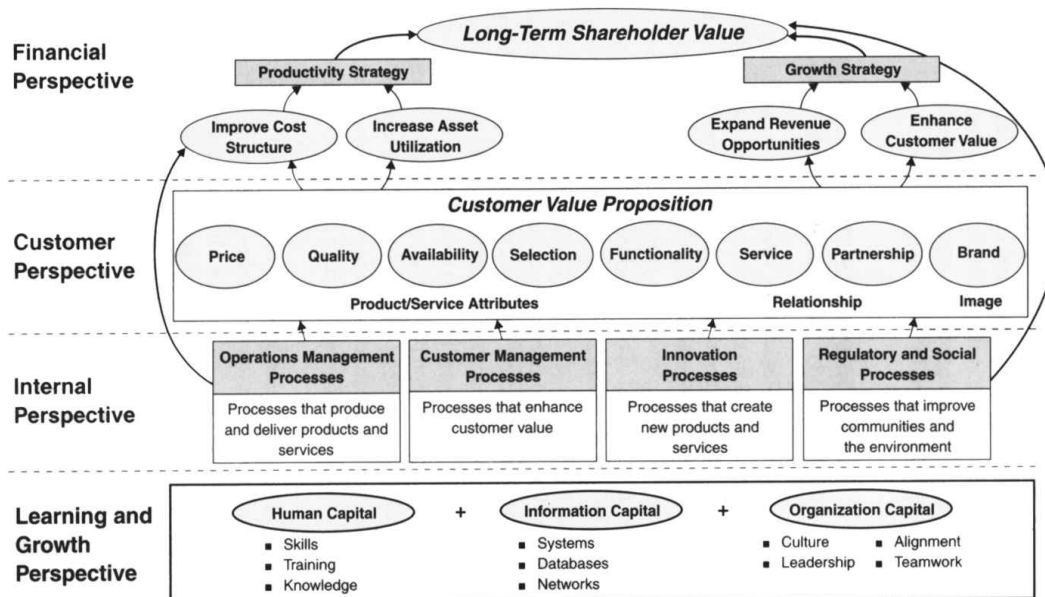 Financial
Perspective
Long-Term Shareholder Value
Productivity Strategy
Growth Strategy
Improve Cost
Structure
Increase Asset
Utilization
Expand Revenue
Opportunities
Enhance
Customer Value
Customer
Perspective
Customer Value Proposition
Price
Quality
Availability
Selection
Functionality
Service
Partnership
Brand
Product/Service Attributes
Relationship
Image
Internal
Perspective
Operations Management
Processes
Processes that produce
and deliver products and
services
Customer Management
Processes
Processes that enhance
customer value
Innovation
Processes
Processes that create
new products and
services
Regulatory and Social
Processes
Processes that improve
communities and
the environment
Learning and
Growth
Perspective
Human Capital
■ Skills
■ Training
■ Knowledge
+
Information Capital
■ Systems
■ Databases
■ Networks
+
Organization Capital
■ Culture
■ Leadership
■ Alignment
■ Teamwork